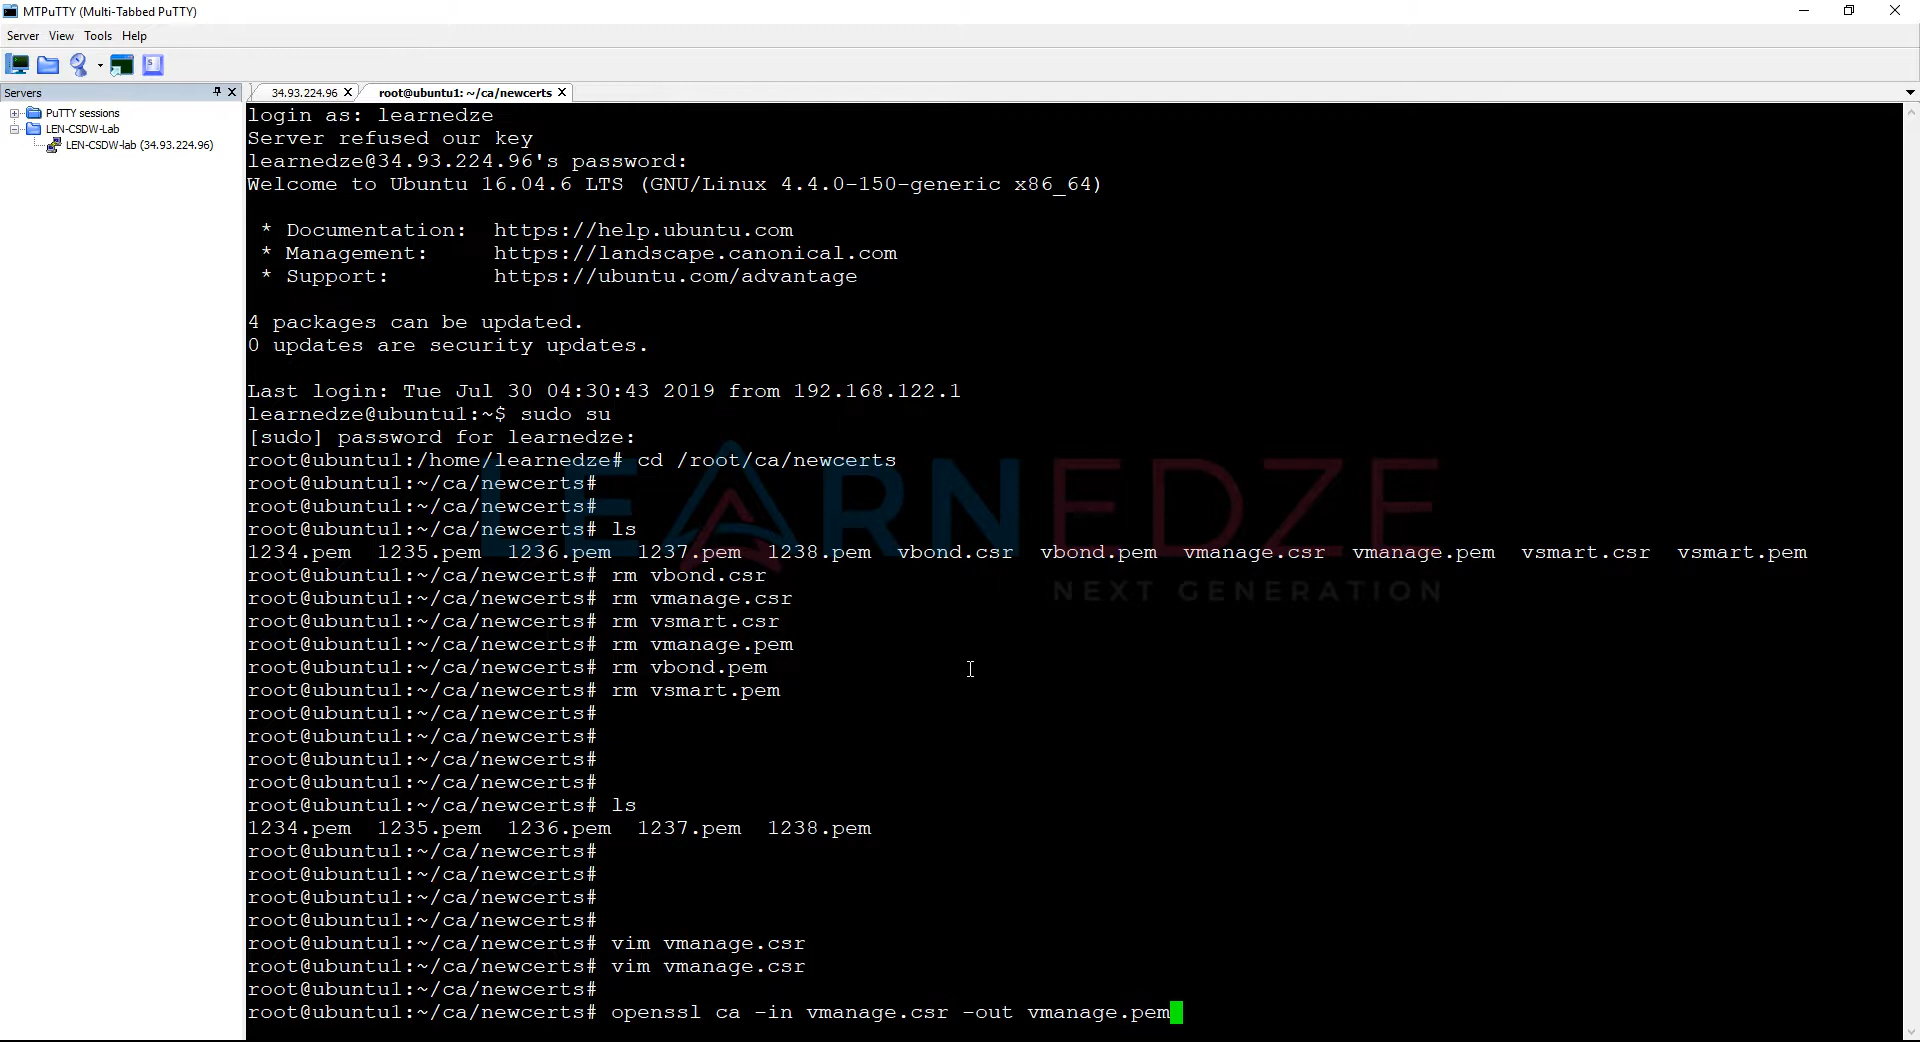 MTPuTTY (Multi-Tabbed PuTTY)
Server View Tools Help
Servers
34.93.224.96
root@ubuntu1: ~/ca/newcerts
PuTTY sessions
LEN-CSDW-Lab
LEN-CSDW-lab (34.93.224.96)
login as: learnedze
Server refused our key
learnedze@34.93.224.96's password:
Welcome to Ubuntu 16.04.6 LTS (GNU/Linux 4.4.0-150-generic x86_64)
* Documentation: https://help.ubuntu.com
* Management: https://landscape.canonical.com
* Support: https://ubuntu.com/advantage
4 packages can be updated.
0 updates are security updates.
Last login: Tue Jul 30 04:30:43 2019 from 192.168.122.1
learnedze@ubuntu1:~$ sudo su
[sudo] password for learnedze:
root@ubuntu1:/home/learnedze# cd /root/ca/newcerts
root@ubuntu1:~/ca/newcerts#
root@ubuntu1:~/ca/newcerts#
root@ubuntu1:~/ca/newcerts# ls
1234.pem 1235.pem 1236.pem 1237.pem 1238.pem vbond.csr vbond.pem vmanage.csr vmanage.pem vsmart.csr vsmart.pem
root@ubuntu1:~/ca/newcerts# rm vbond.csr
root@ubuntu1:~/ca/newcerts# rm vmanage.csr
root@ubuntu1:~/ca/newcerts# rm vsmart.csr
root@ubuntu1:~/ca/newcerts# rm vmanage.pem
root@ubuntu1:~/ca/newcerts# rm vbond.pem
root@ubuntu1:~/ca/newcerts# rm vsmart.pem
root@ubuntu1:~/ca/newcerts#
root@ubuntu1:~/ca/newcerts#
root@ubuntu1:~/ca/newcerts#
root@ubuntu1:~/ca/newcerts#
root@ubuntu1:~/ca/newcerts# ls
1234.pem 1235.pem 1236.pem 1237.pem 1238.pem
root@ubuntu1:~/ca/newcerts#
root@ubuntu1:~/ca/newcerts#
root@ubuntu1:~/ca/newcerts#
root@ubuntu1:~/ca/newcerts#
root@ubuntu1:~/ca/newcerts# vim vmanage.csr
root@ubuntu1:~/ca/newcerts# vim vmanage.csr
root@ubuntu1:~/ca/newcerts#
root@ubuntu1:~/ca/newcerts# openssl ca -in vmanage.csr -out vmanage.pem
LEARNEDZE
NEXT GENERATION